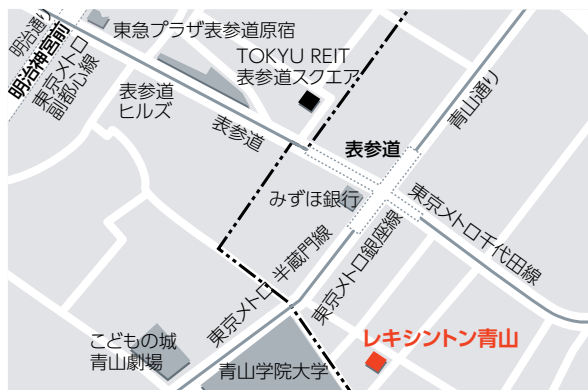 明治通り
明治神宮前
東京メトロ
副都心線
東急プラザ表参道原宿
TOKYU REIT
表参道スクエア
表参道
ヒルズ
表参道
青山通り
表参道
みずほ銀行
東京メトロ千代田線
東京メトロ 半蔵門線
東京メトロ銀座線
こどもの城
青山劇場
青山学院大学
レキシントン青山